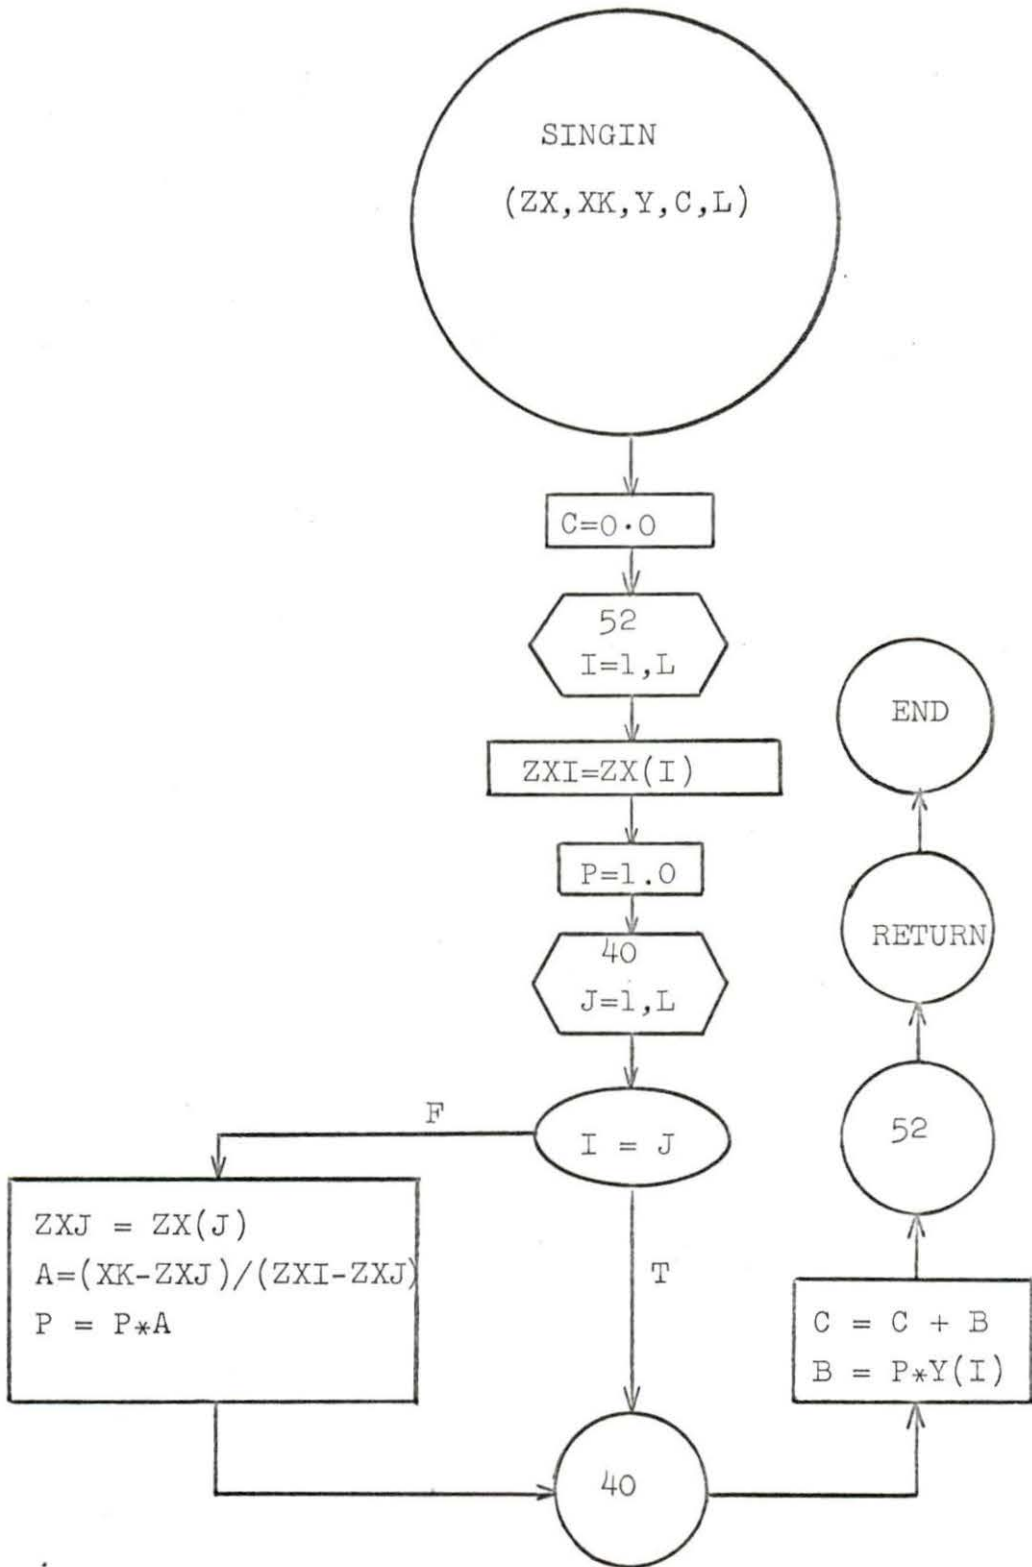 SINGIN
(ZX,XK,Y,C,L)
C=0.0
52
I=1,L
ZXI=ZX(I)
P=1.0
40
J=1,L
I = J
F
T
ZXJ = ZX(J)
A=(XK-ZXJ)/(ZXI-ZXJ)
P = P*A
40
C = C + B
B = P*Y(I)
52
RETURN
END